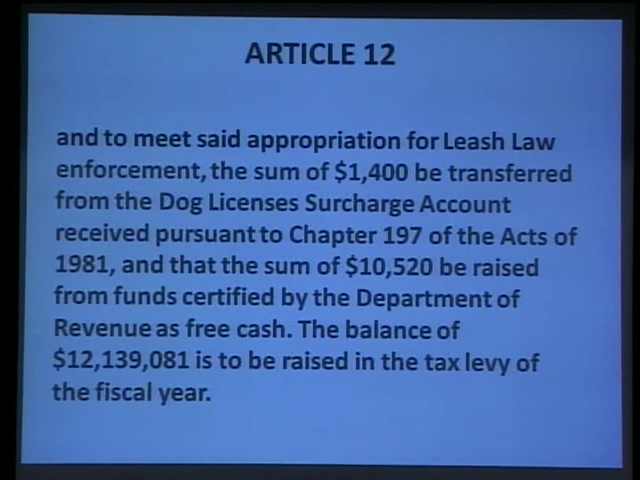 ARTICLE 12
and to meet said appropriation for Leash Law
enforcement, the sum of $1,400 be transferred
from the Dog Licenses Surcharge Account
received pursuant to Chapter 197 of the Acts of
1981, and that the sum of $10,520 be raised
from funds certified by the Department of
Revenue as free cash. The balance of
$12,139,081 is to be raised in the tax levy of
the fiscal year.